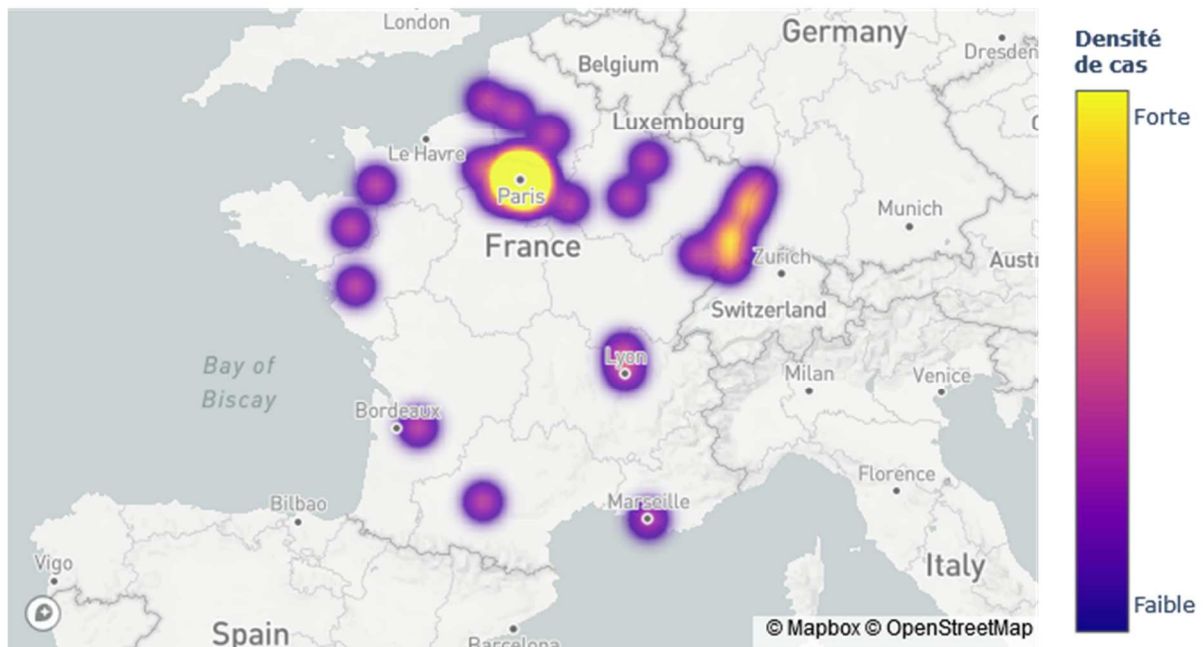 London
Germany
Dresden
Belgium
Luxembourg
Le Havre
Paris
Munich
France
Zurich
Switzerland
Bay of
Biscay
Lyon
Milan
Venice
Bordeaux
Florence
Marseille
Bilbao
Vigo
Italy
Spain
Barcelona
© Mapbox © OpenStreetMap
Densité
de cas
Forte
Faible